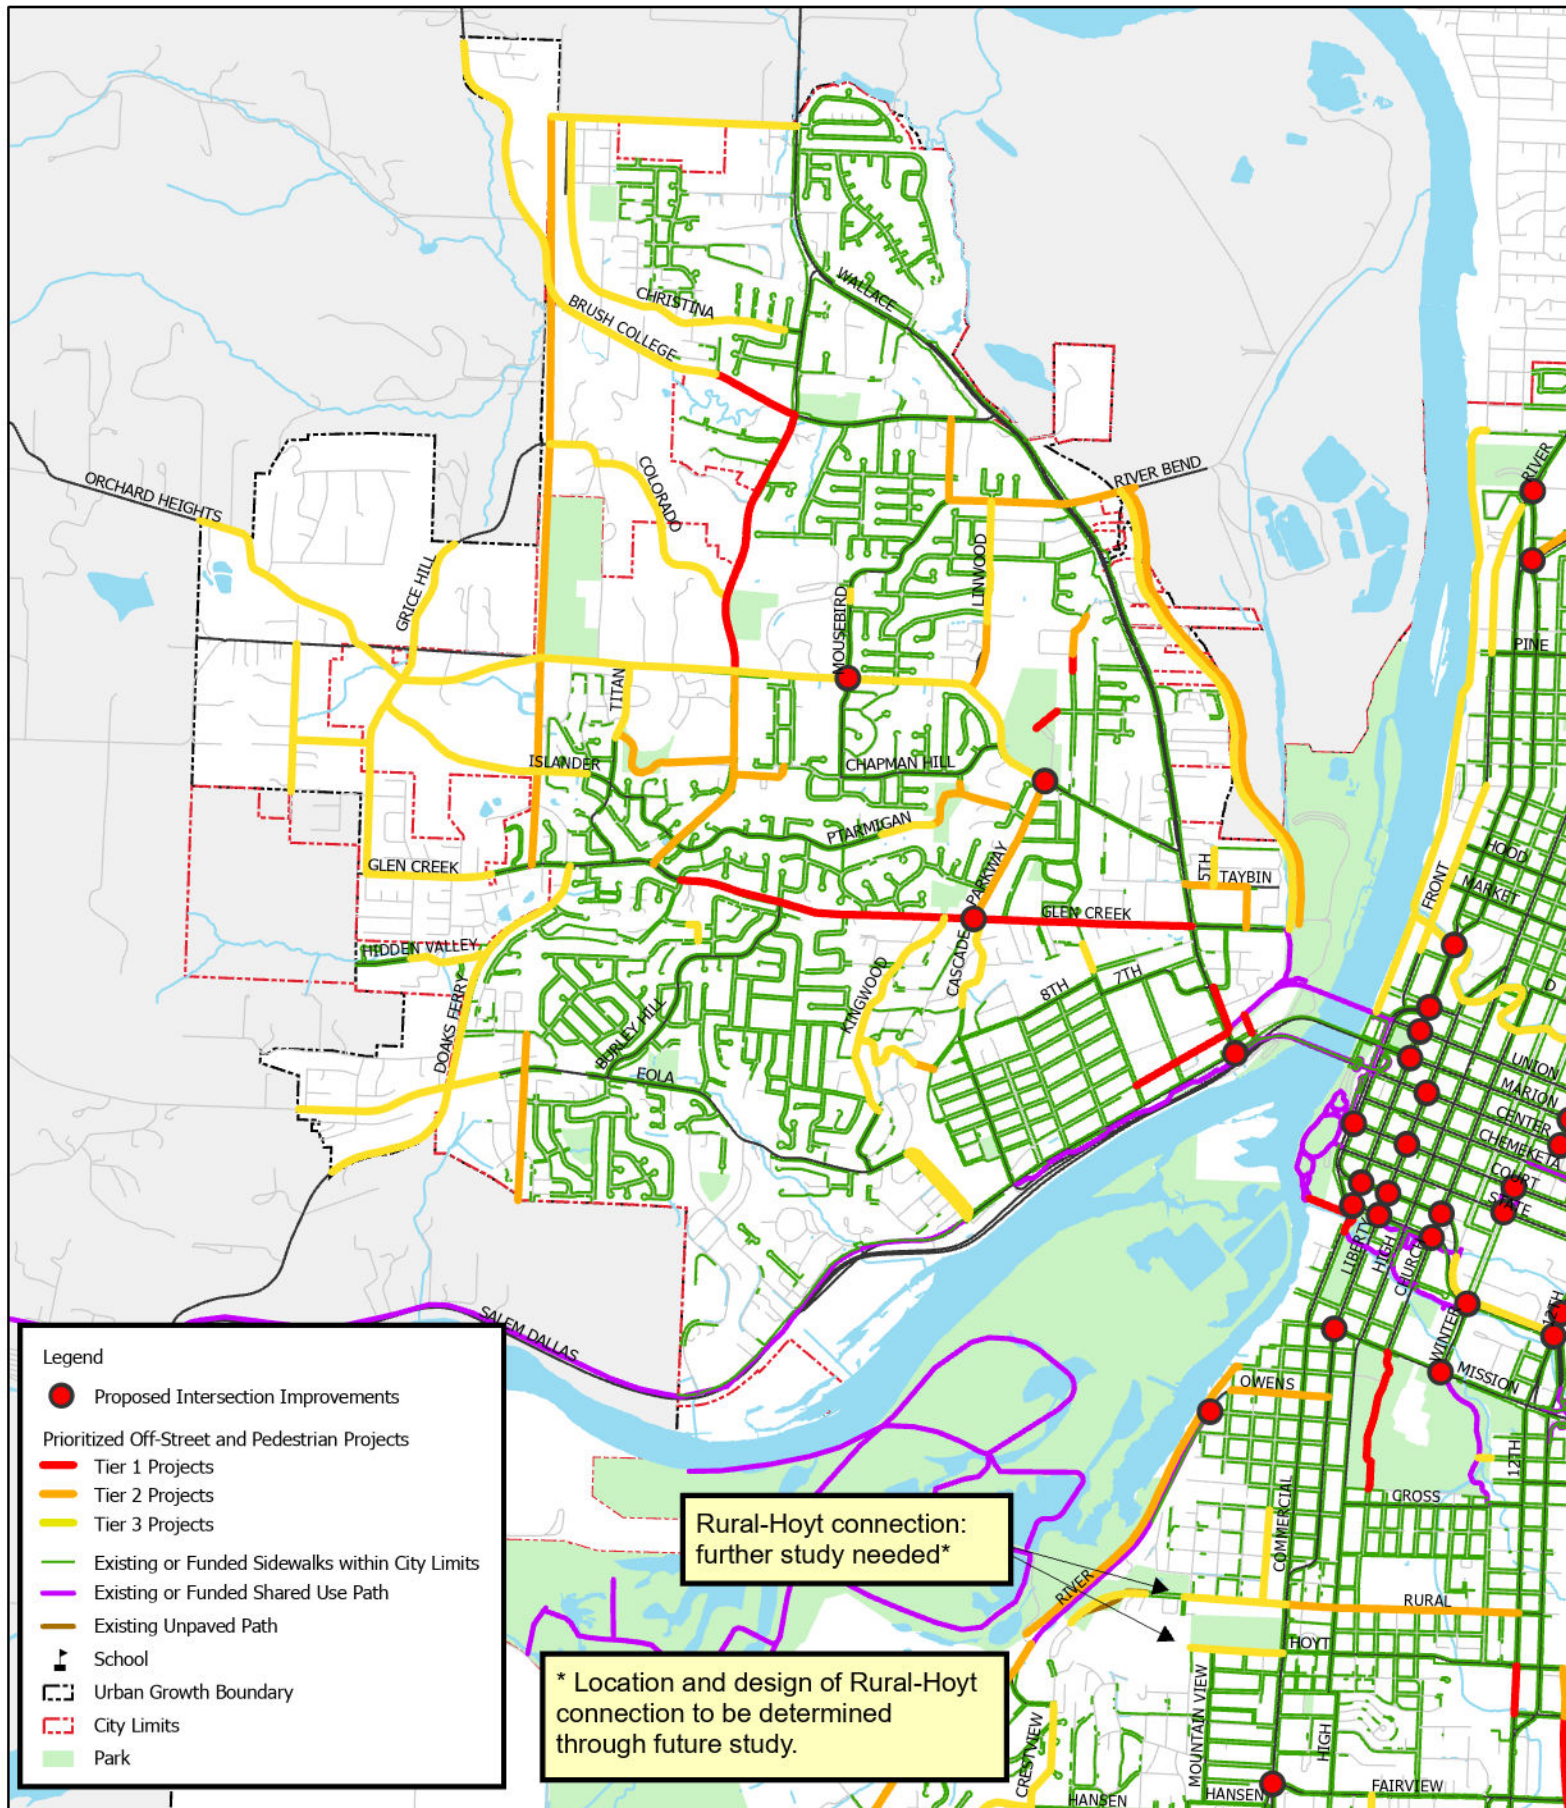 WALLACE
CHRISTINA
BRUSH COLLEGE
RIVER BEND
RIVER
ORCHARD HEIGHTS
COLORADO
GRICE HILL
LINWOOD
MOUSEBIRD
PINE
TITAN
ISLANDER
CHAPMAN HILL
PTARMIGAN
HOOD
MARKET
FRONT
GLEN CREEK
PARKWAY
5TH
TAYBIN
GLEN CREEK
HIDDEN VALLEY
CASCADE
KINGWOOD
8TH
7TH
D
DOAKS FERRY
BURLEY HILL
EOLA
UNION
MARION
CENTER
CHEMEKETA
COURT
STATE
LIBERTY
HIGH
CHURCH
SALEM DALLAS
WINTER
12TH
MISSION
OWENS
12TH
CROSS
COMMERCIAL
RIVER
RURAL
HOYT
MOUNTAIN VIEW
HIGH
CRESTVIEW
HANSEN
HANSEN
FAIRVIEW
Legend
Proposed Intersection Improvements
Prioritized Off-Street and Pedestrian Projects
Tier 1 Projects
Tier 2 Projects
Tier 3 Projects
Existing or Funded Sidewalks within City Limits
Existing or Funded Shared Use Path
Existing Unpaved Path
School
Urban Growth Boundary
City Limits
Park
Rural-Hoyt connection:
further study needed*
* Location and design of Rural-Hoyt
connection to be determined
through future study.